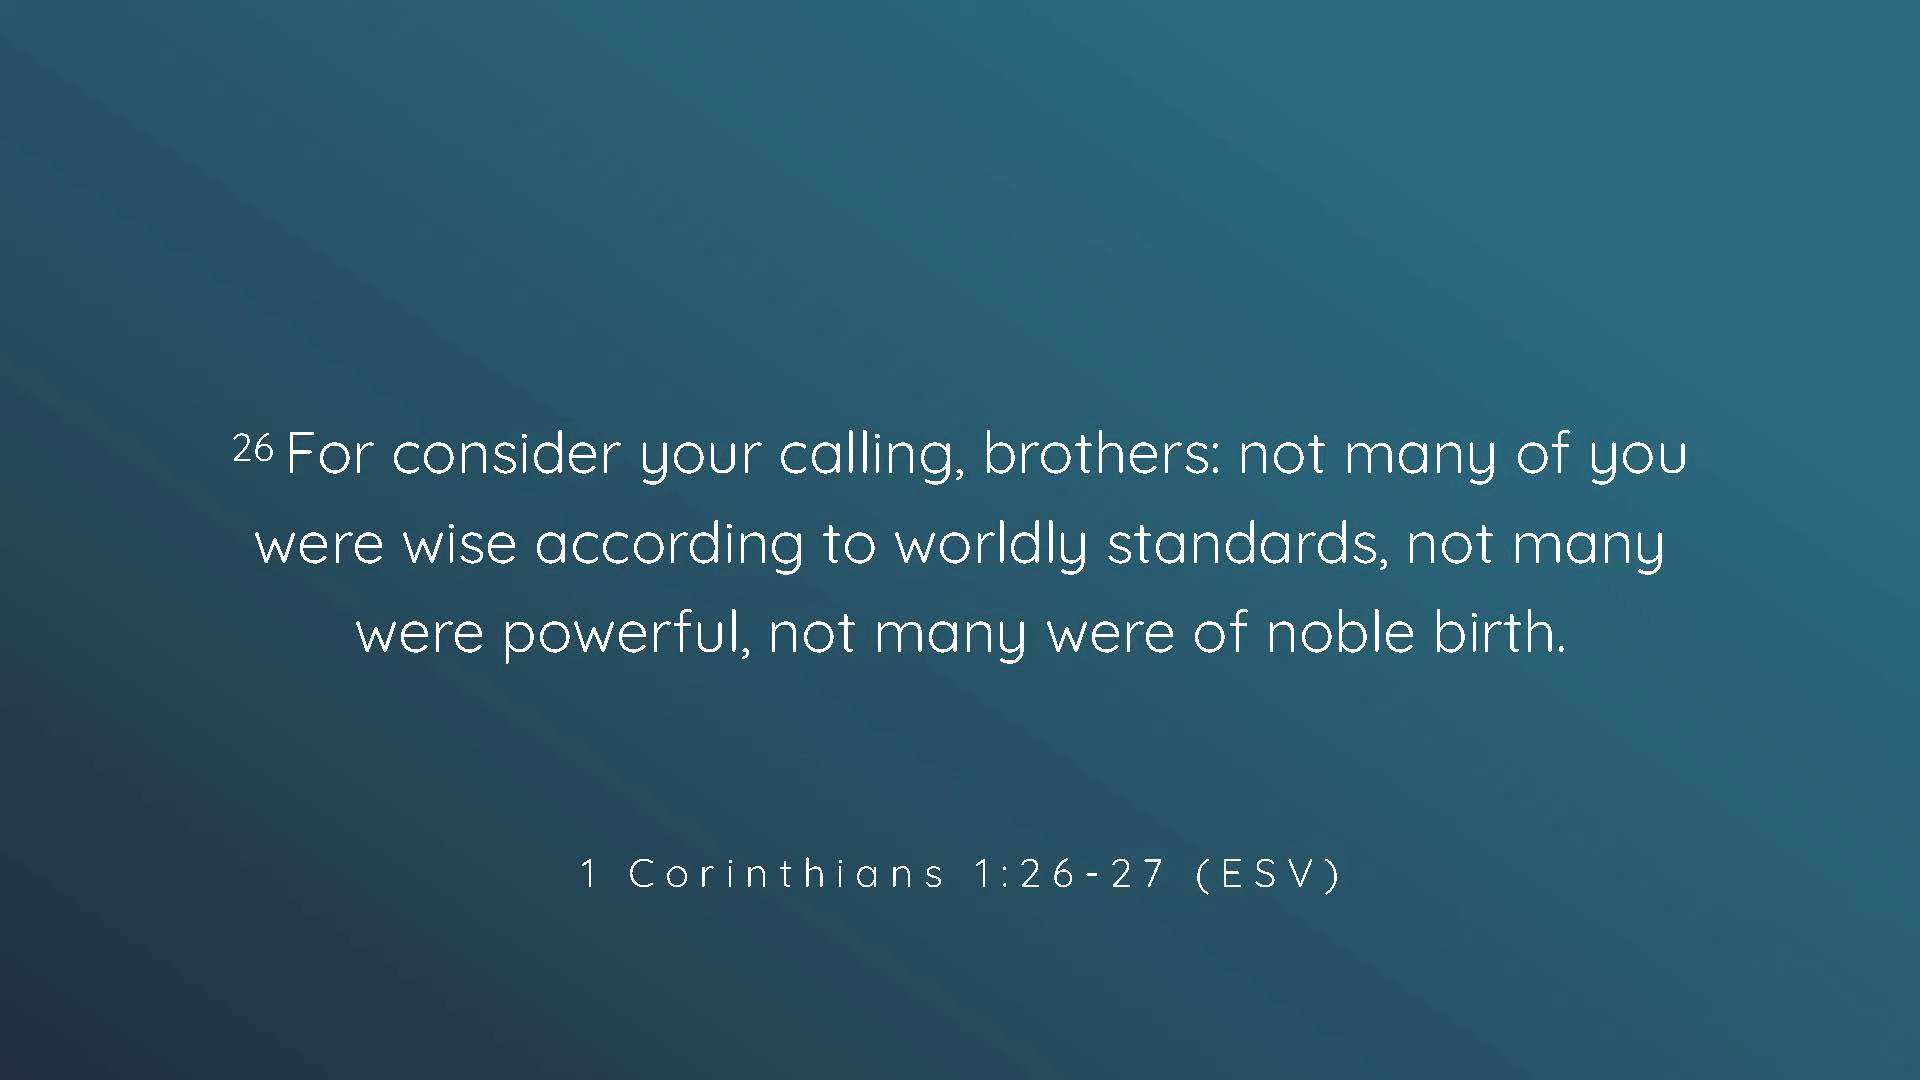 26 For consider your calling, brothers: not many of you
were wise according to worldly standards, not many
were powerful, not many were of noble birth.
1 Corinthians 1:26-27 (ESV)